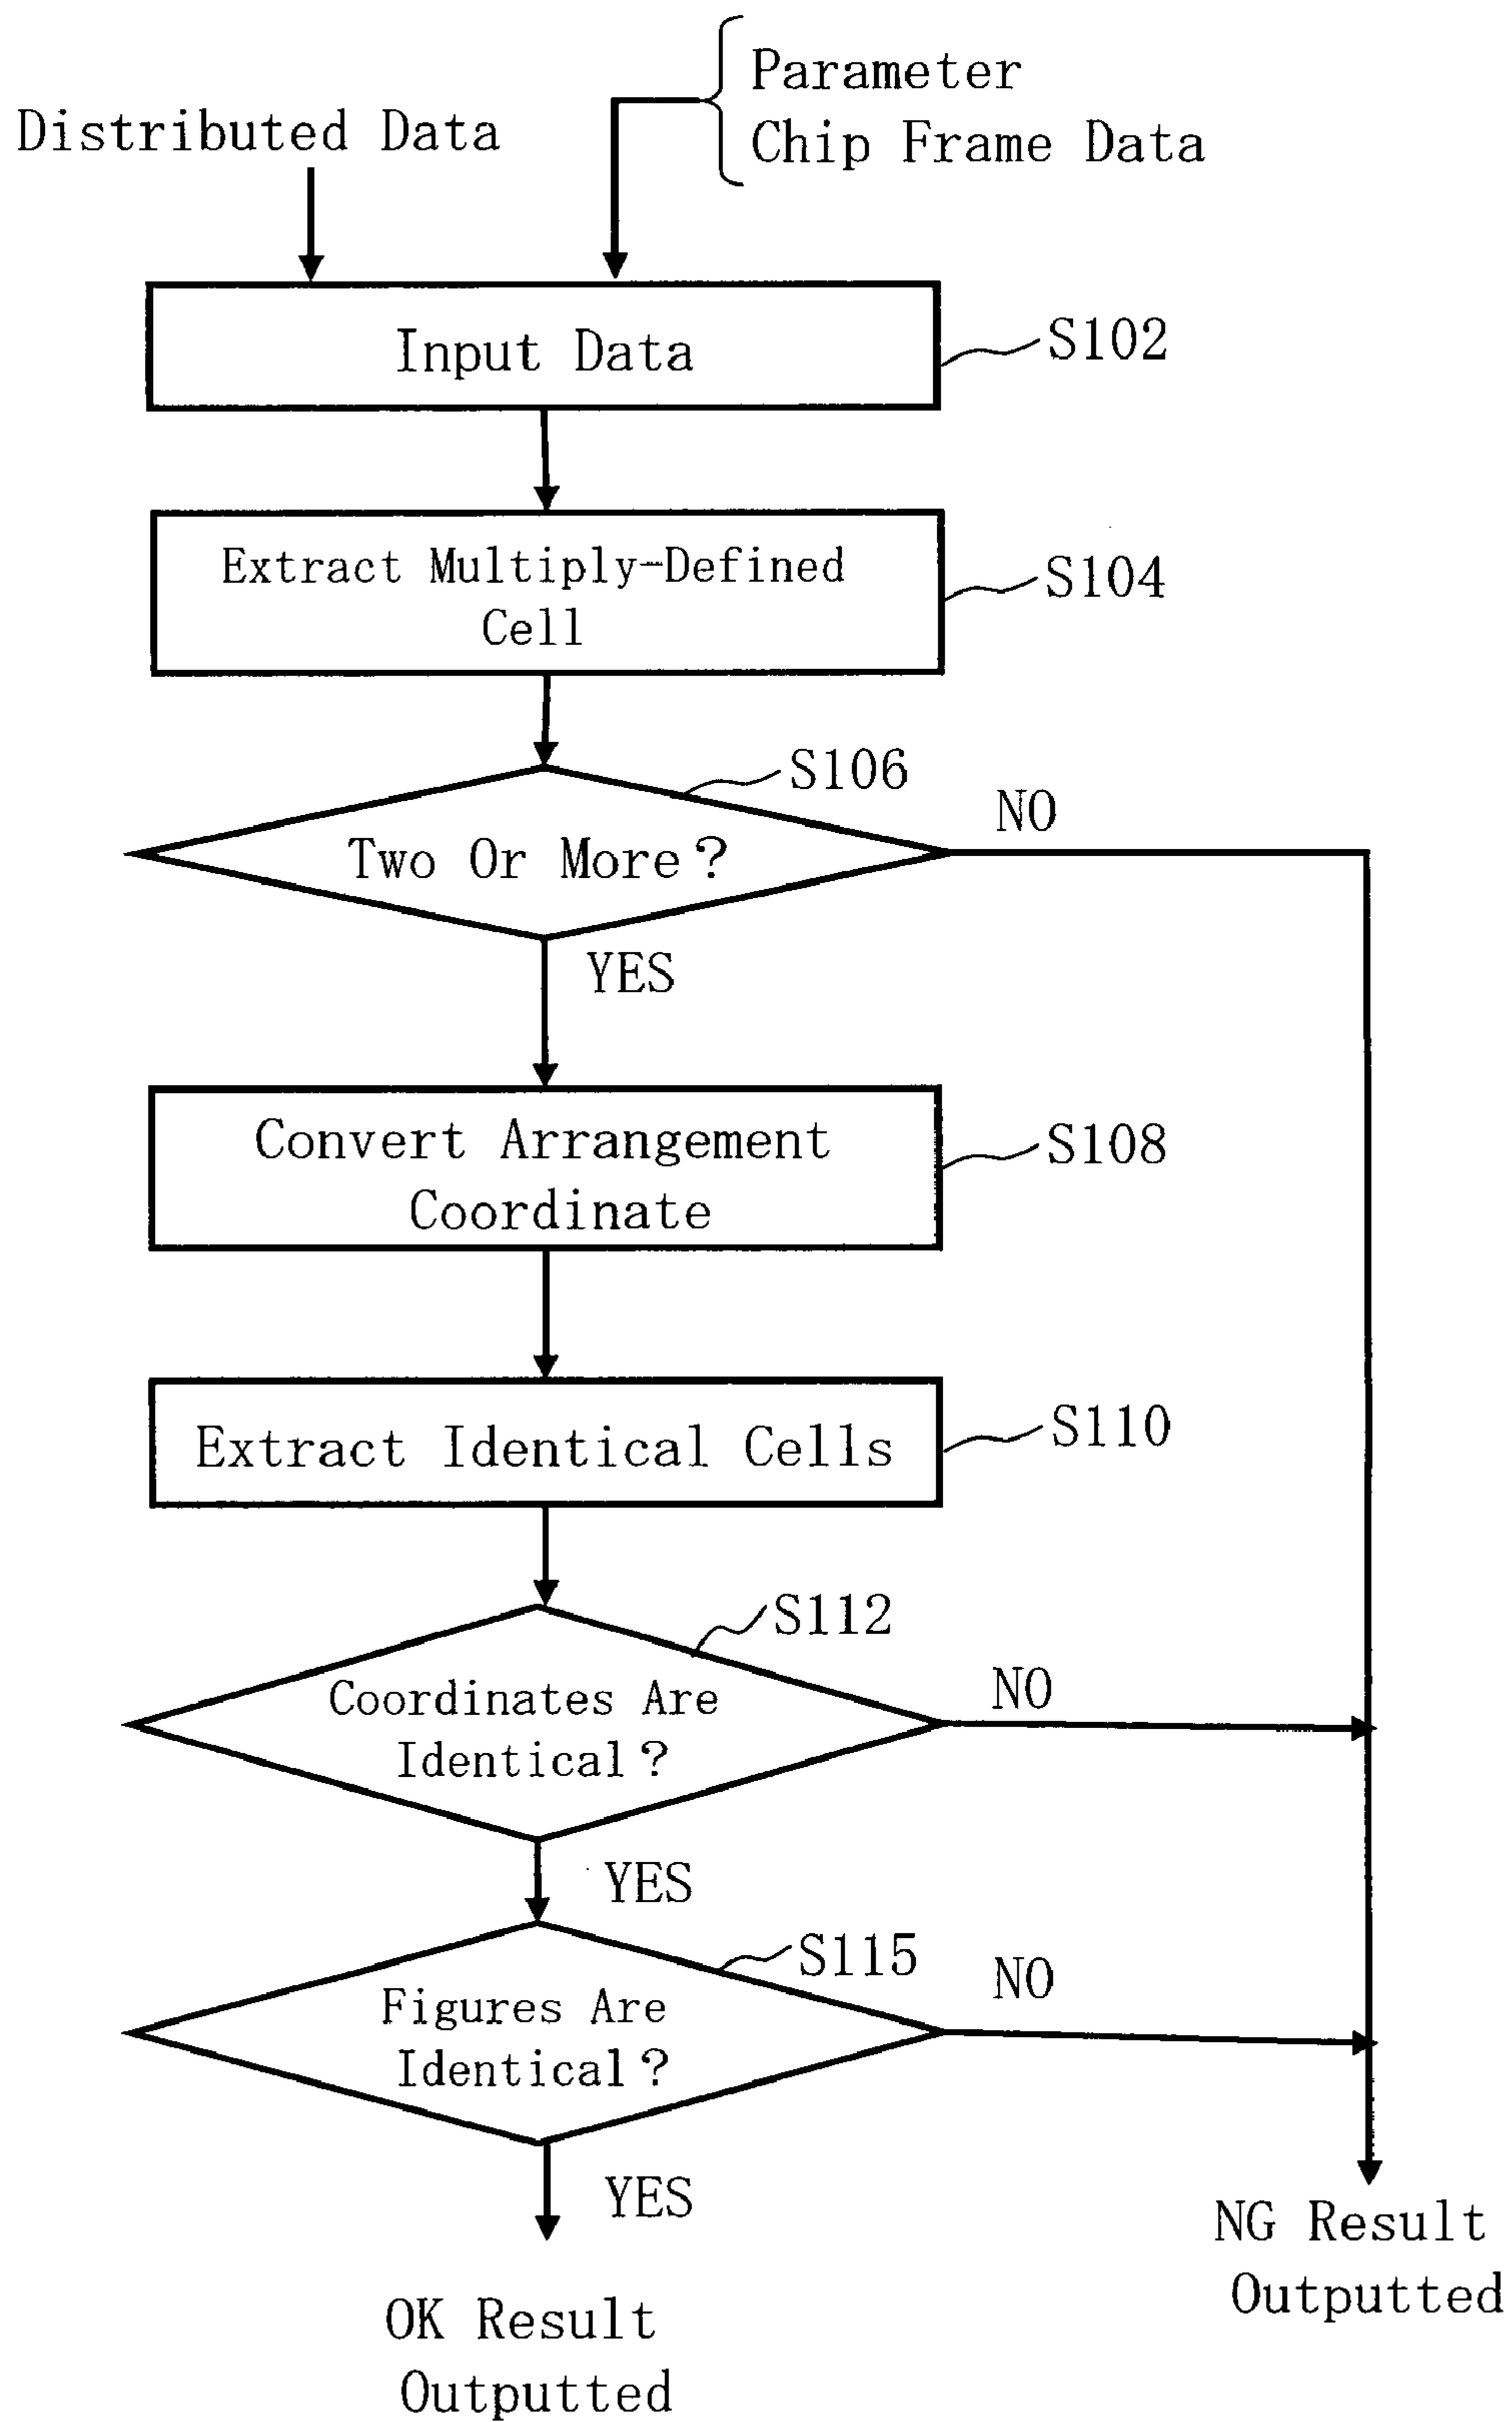 Parameter
Chip Frame Data
Distributed Data
Input Data
S102
Extract Multiply-Defined
Cell
S104
S106
Two Or More?
NO
YES
Convert Arrangement
Coordinate
S108
Extract Identical Cells
S110
S112
Coordinates Are
Identical?
NO
YES
S115
Figures Are
Identical?
NO
YES
NG Result
Outputted
OK Result
Outputted